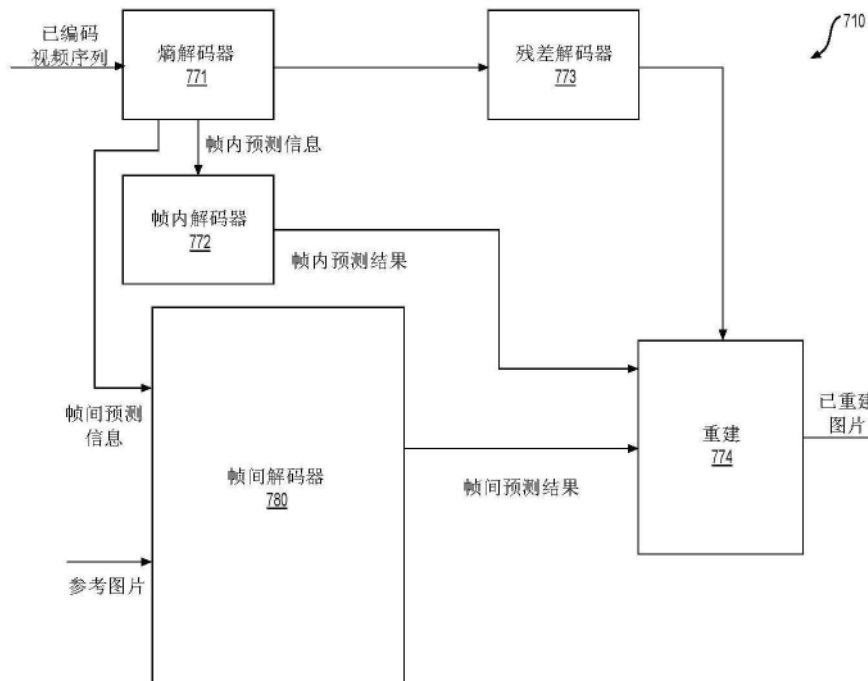 已编码
视频序列
熵解码器
771
残差解码器
773
710
帧内预测信息
帧内解码器
772
帧内预测结果
帧间预测
信息
帧间解码器
780
帧间预测结果
重建
774
已重建
图片
参考图片